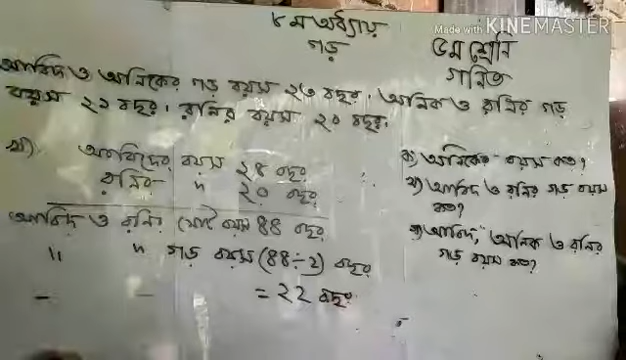 Made with KINEMASTER
৮ম অধ্যায়
গড়
৫ম শ্রেনি
গনিত
আবিদ ও অনিকের গড় বয়স ২৩ বছর। অনিক ও রনির গড়
বয়স ২১ বছর। রনির বয়স ২০ বছর।
খ) আবিদের বয়স ২৪ বছর
রনির " ২০ বছর
আবিদ ও রনির মোট বয়স ৪৪ বছর
" " গড় বয়স (৪৪÷২) বছর
= ২২ বছর
ক) অনিকের বয়স কত?
খ) আবিদ ও রনির গড় বয়স
কত?
গ) আবিদ, অনিক ও রনির
গড় বয়স কত?